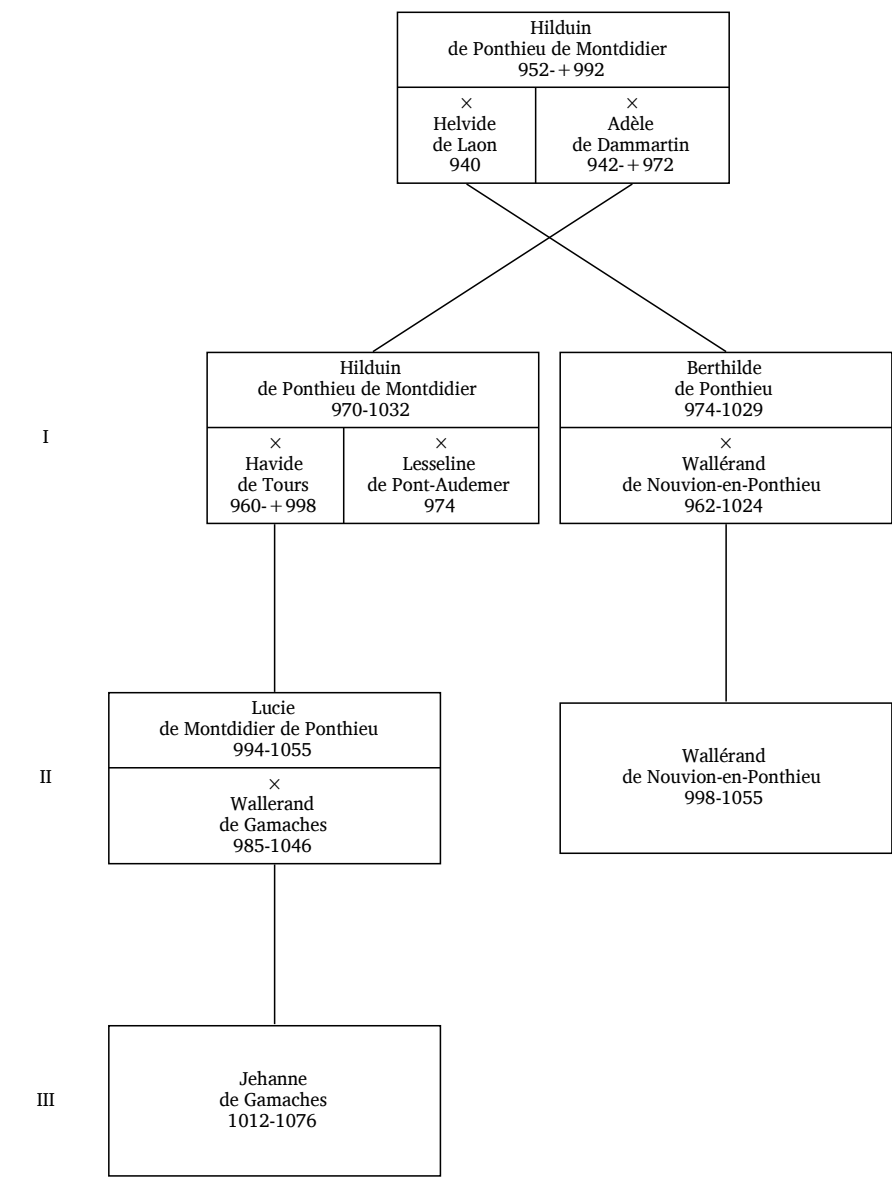 Hilduin
de Ponthieu de Montdidier
952-+992
×
Helvide
de Laon
940
×
Adèle
de Dammartin
942-+972
I
Hilduin
de Ponthieu de Montdidier
970-1032
×
Havide
de Tours
960-+998
×
Lesseline
de Pont-Audemer
974
Berthilde
de Ponthieu
974-1029
×
Wallérand
de Nouvion-en-Ponthieu
962-1024
II
Lucie
de Montdidier de Ponthieu
994-1055
×
Wallerand
de Gamaches
985-1046
Wallérand
de Nouvion-en-Ponthieu
998-1055
III
Jehanne
de Gamaches
1012-1076